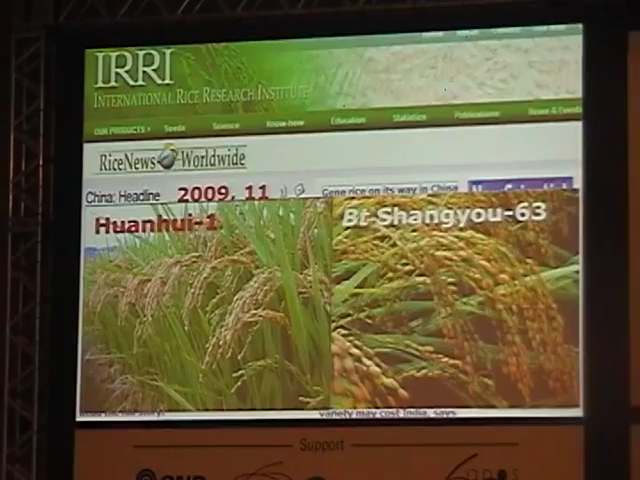 IRRI
INTERNATIONAL RICE RESEARCH INSTITUTE
OUR PRODUCTS > Seeds Science Know-how Education Statistics Publications News & Events
RiceNews Worldwide
China: Headline 2009, 11 Gene rice on its way in China
Huanhui-1 Bt-Shangyou-63
variety may cost India, says
Support